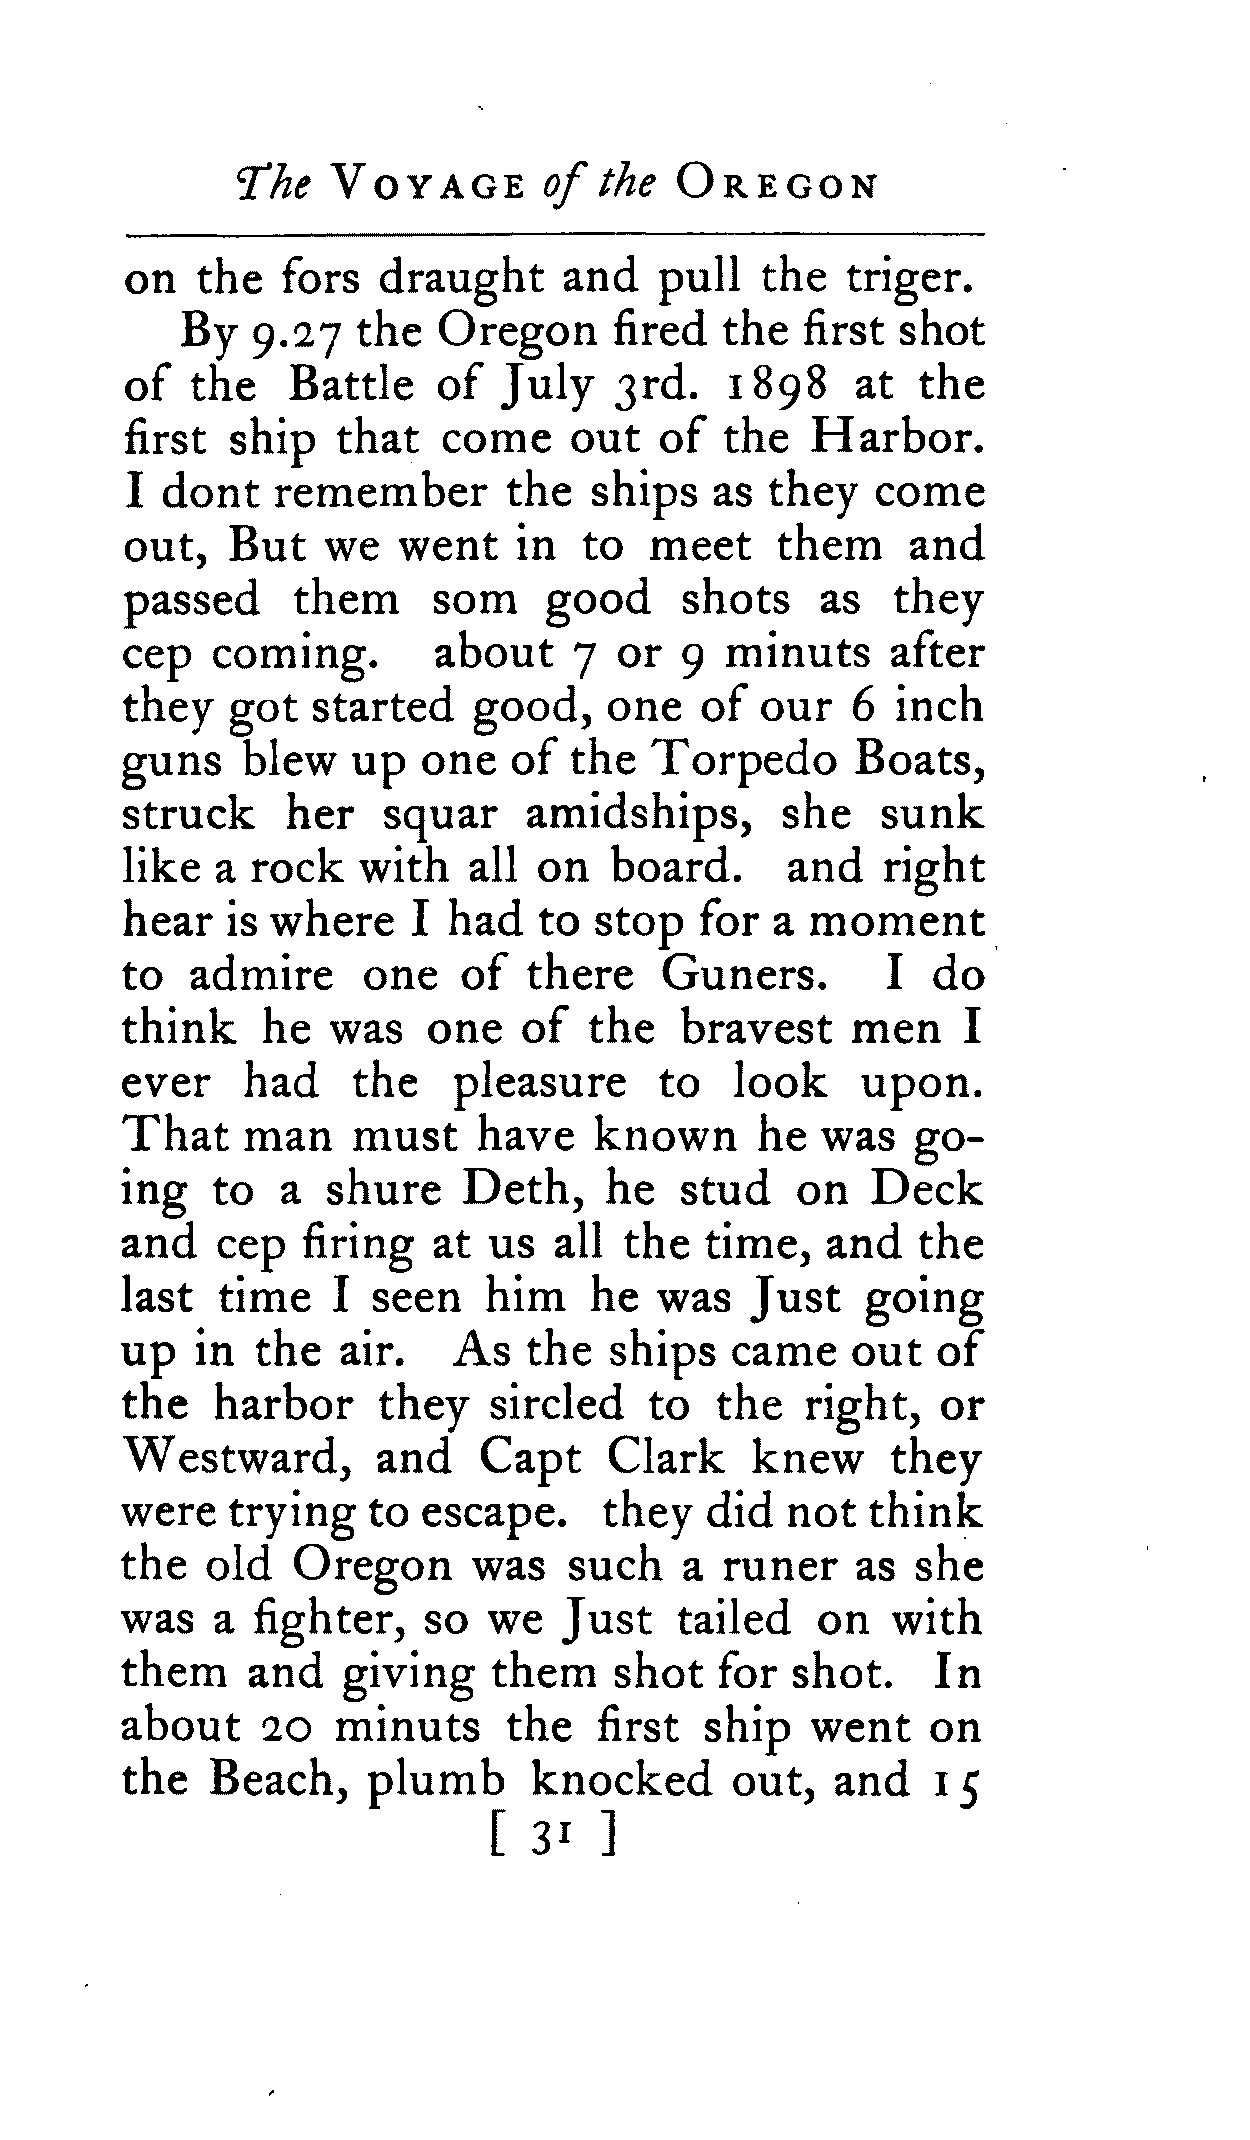 The Voyage of the Oregon
on the fors draught and pull the triger.
By 9.27 the Oregon fired the first shot
of the Battle of July 3rd. 1898 at the
first ship that come out of the Harbor.
I dont remember the ships as they come
out, But we went in to meet them and
passed them som good shots as they
cep coming. about 7 or 9 minuts after
they got started good, one of our 6 inch
guns blew up one of the Torpedo Boats,
struck her squar amidships, she sunk
like a rock with all on board. and right
hear is where I had to stop for a moment
to admire one of there Guners. I do
think he was one of the bravest men I
ever had the pleasure to look upon.
That man must have known he was go-
ing to a shure Deth, he stud on Deck
and cep firing at us all the time, and the
last time I seen him he was Just going
up in the air. As the ships came out of
the harbor they sircled to the right, or
Westward, and Capt Clark knew they
were trying to escape. they did not think
the old Oregon was such a runer as she
was a fighter, so we Just tailed on with
them and giving them shot for shot. In
about 20 minuts the first ship went on
the Beach, plumb knocked out, and 15
[ 31 ]